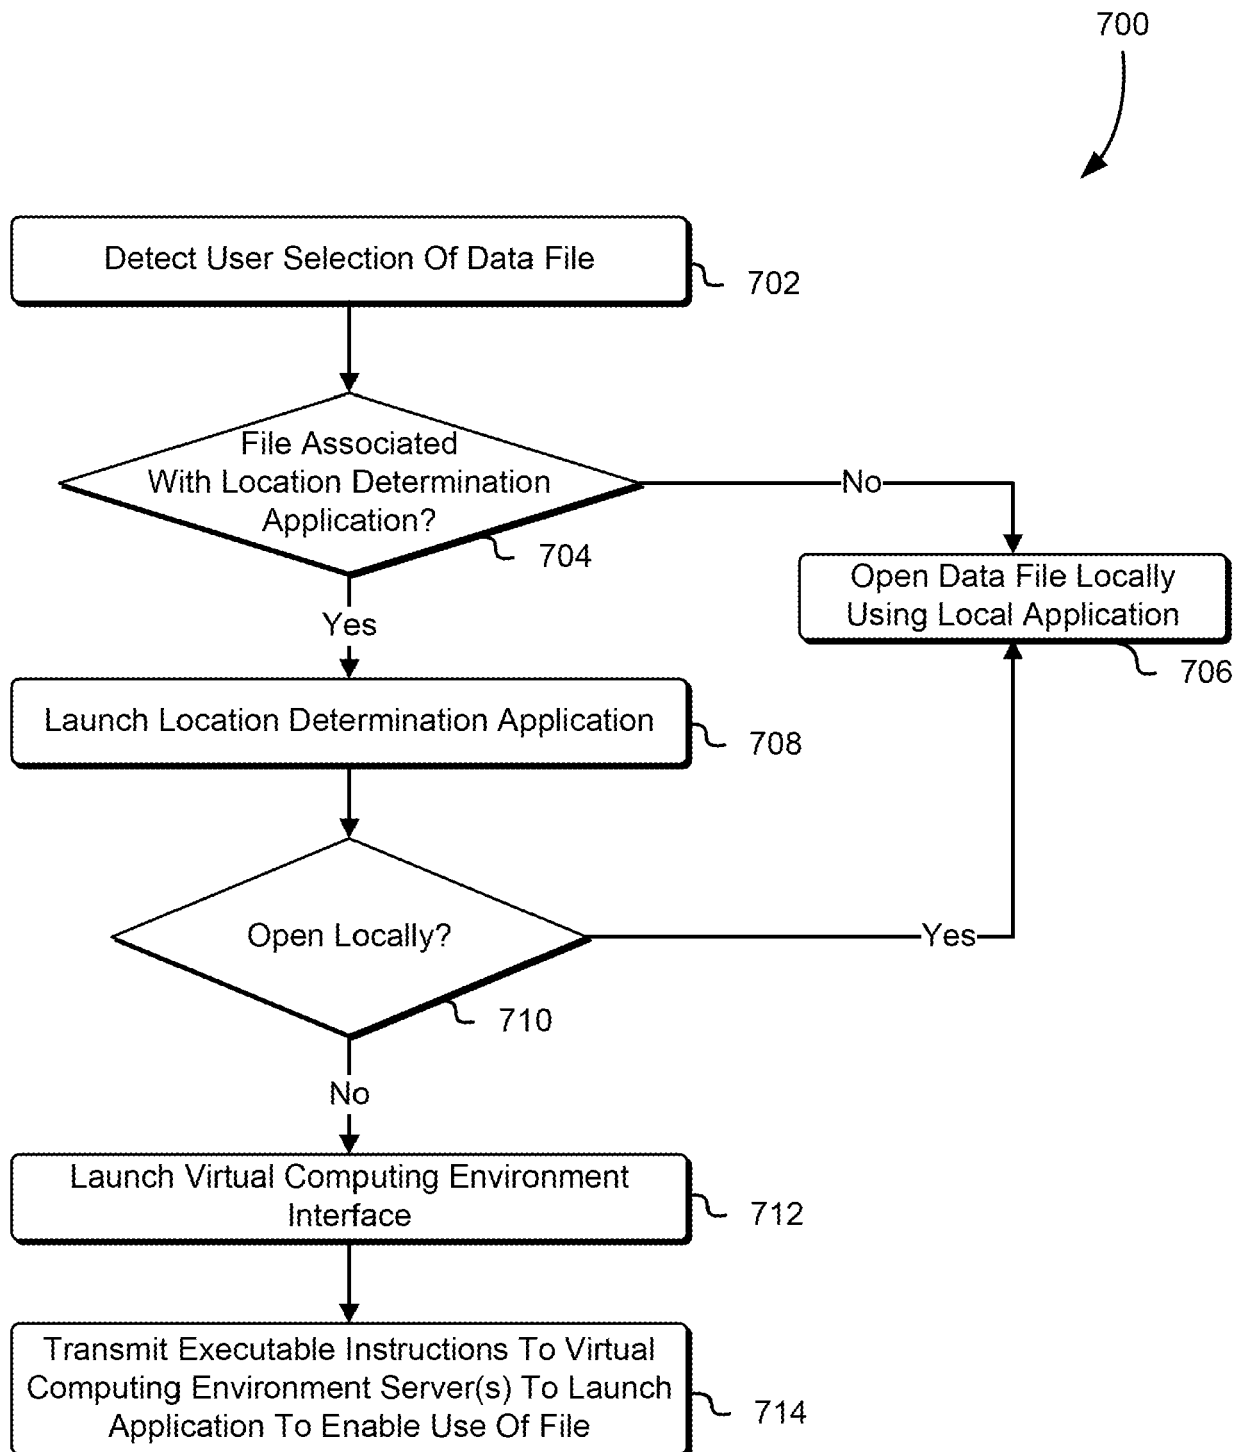 700
Detect User Selection Of Data File
702
File Associated
With Location Determination
Application?
704
No
Yes
Open Data File Locally
Using Local Application
706
Launch Location Determination Application
708
Open Locally?
710
Yes
No
Launch Virtual Computing Environment
Interface
712
Transmit Executable Instructions To Virtual
Computing Environment Server(s) To Launch
Application To Enable Use Of File
714